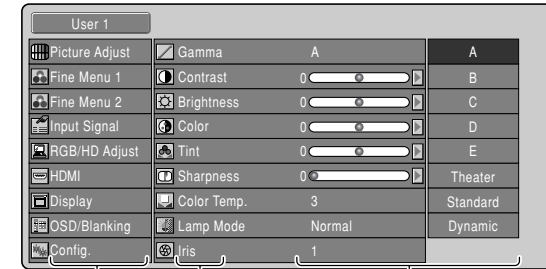 User 1
Picture Adjust Gamma A A
Fine Menu 1 Contrast 0 B
Fine Menu 2 Brightness 0 C
Input Signal Color 0 D
RGB/HD Adjust Tint 0 E
HDMI Sharpness 0 Theater
Display Color Temp. 3 Standard
OSD/Blanking Lamp Mode Normal Dynamic
Config. Iris 1